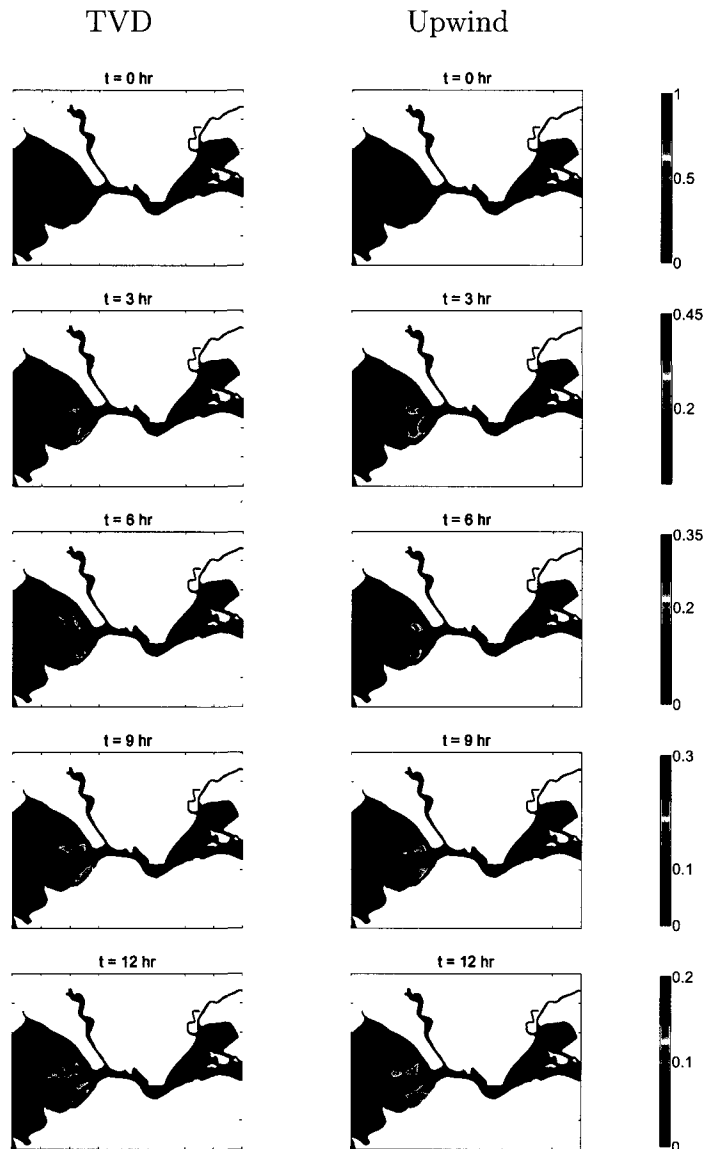 TVD Upwind
t = 0 hr t = 0 hr
1
0.5
0
t = 3 hr t = 3 hr
0.45
0.2
t = 6 hr t = 6 hr
0.35
0.2
0
t = 9 hr t = 9 hr
0.3
0.1
0
t = 12 hr t = 12 hr
0.2
0.1
0